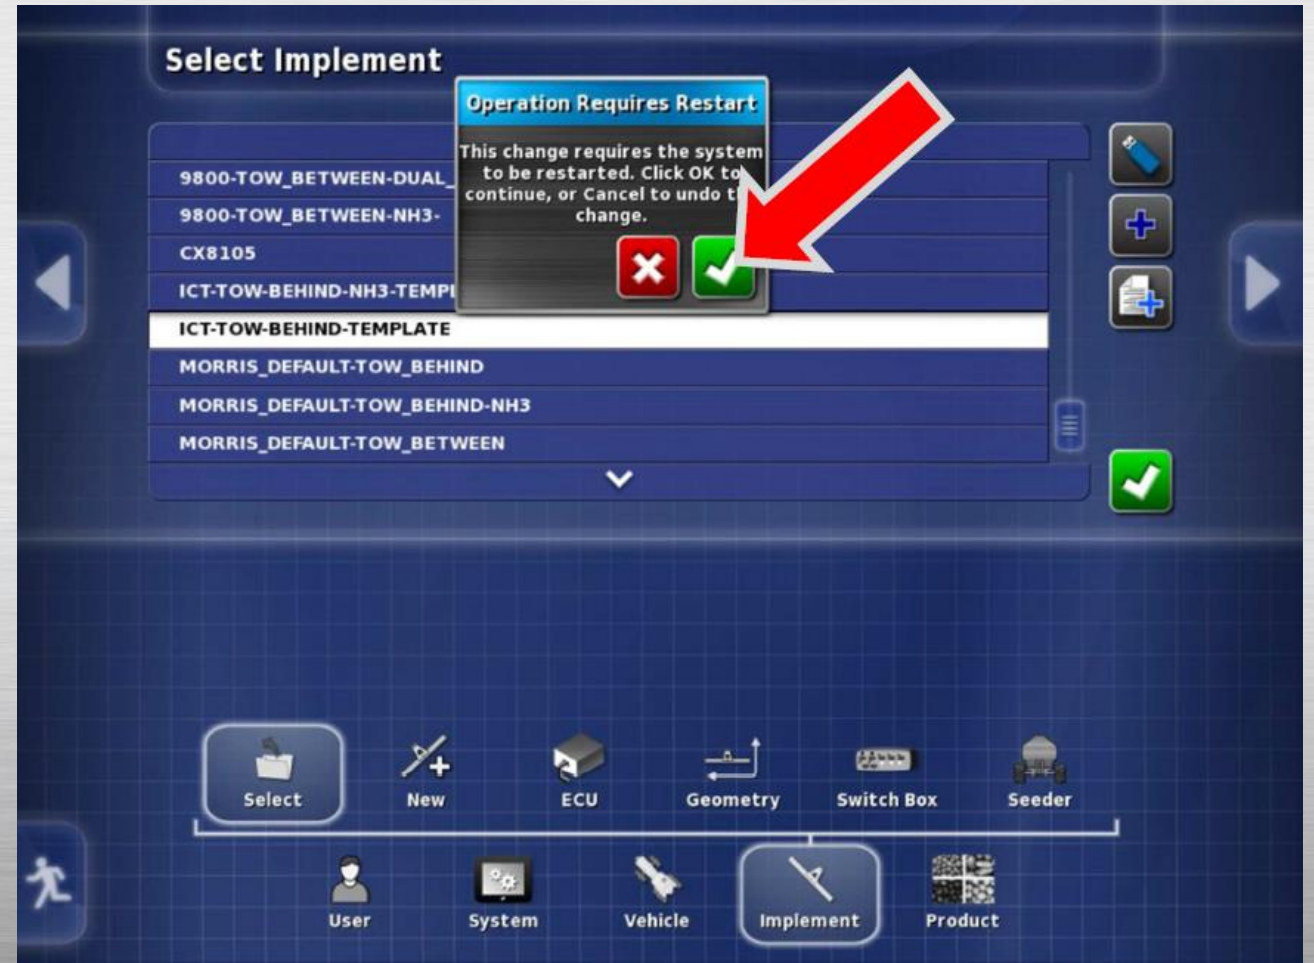 Select Implement
Operation Requires Restart
This change requires the system
to be restarted. Click OK to
continue, or Cancel to undo
change.
9800-TOW_BETWEEN-DUAL_
9800-TOW_BETWEEN-NH3-
CX8105
ICT-TOW-BEHIND-NH3-TEMPL
ICT-TOW-BEHIND-TEMPLATE
MORRIS_DEFAULT-TOW_BEHIND
MORRIS_DEFAULT-TOW_BEHIND-NH3
MORRIS_DEFAULT-TOW_BETWEEN
Select
New
ECU
Geometry
Switch Box
Seeder
User
System
Vehicle
Implement
Product